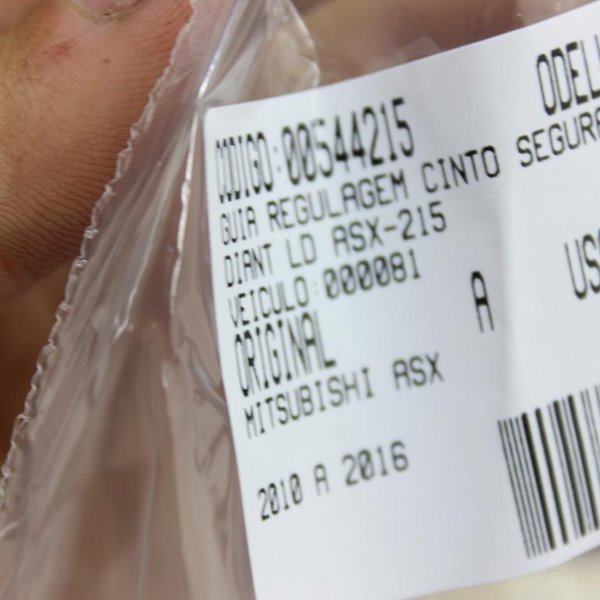 ODELL
CODIGO:00544215
GUIA REGULAGEM CINTO SEGURA
DIANT LD ASX-215
VEICULO:000081
ORIGINAL A US
MITSUBISHI ASX
2010 A 2016